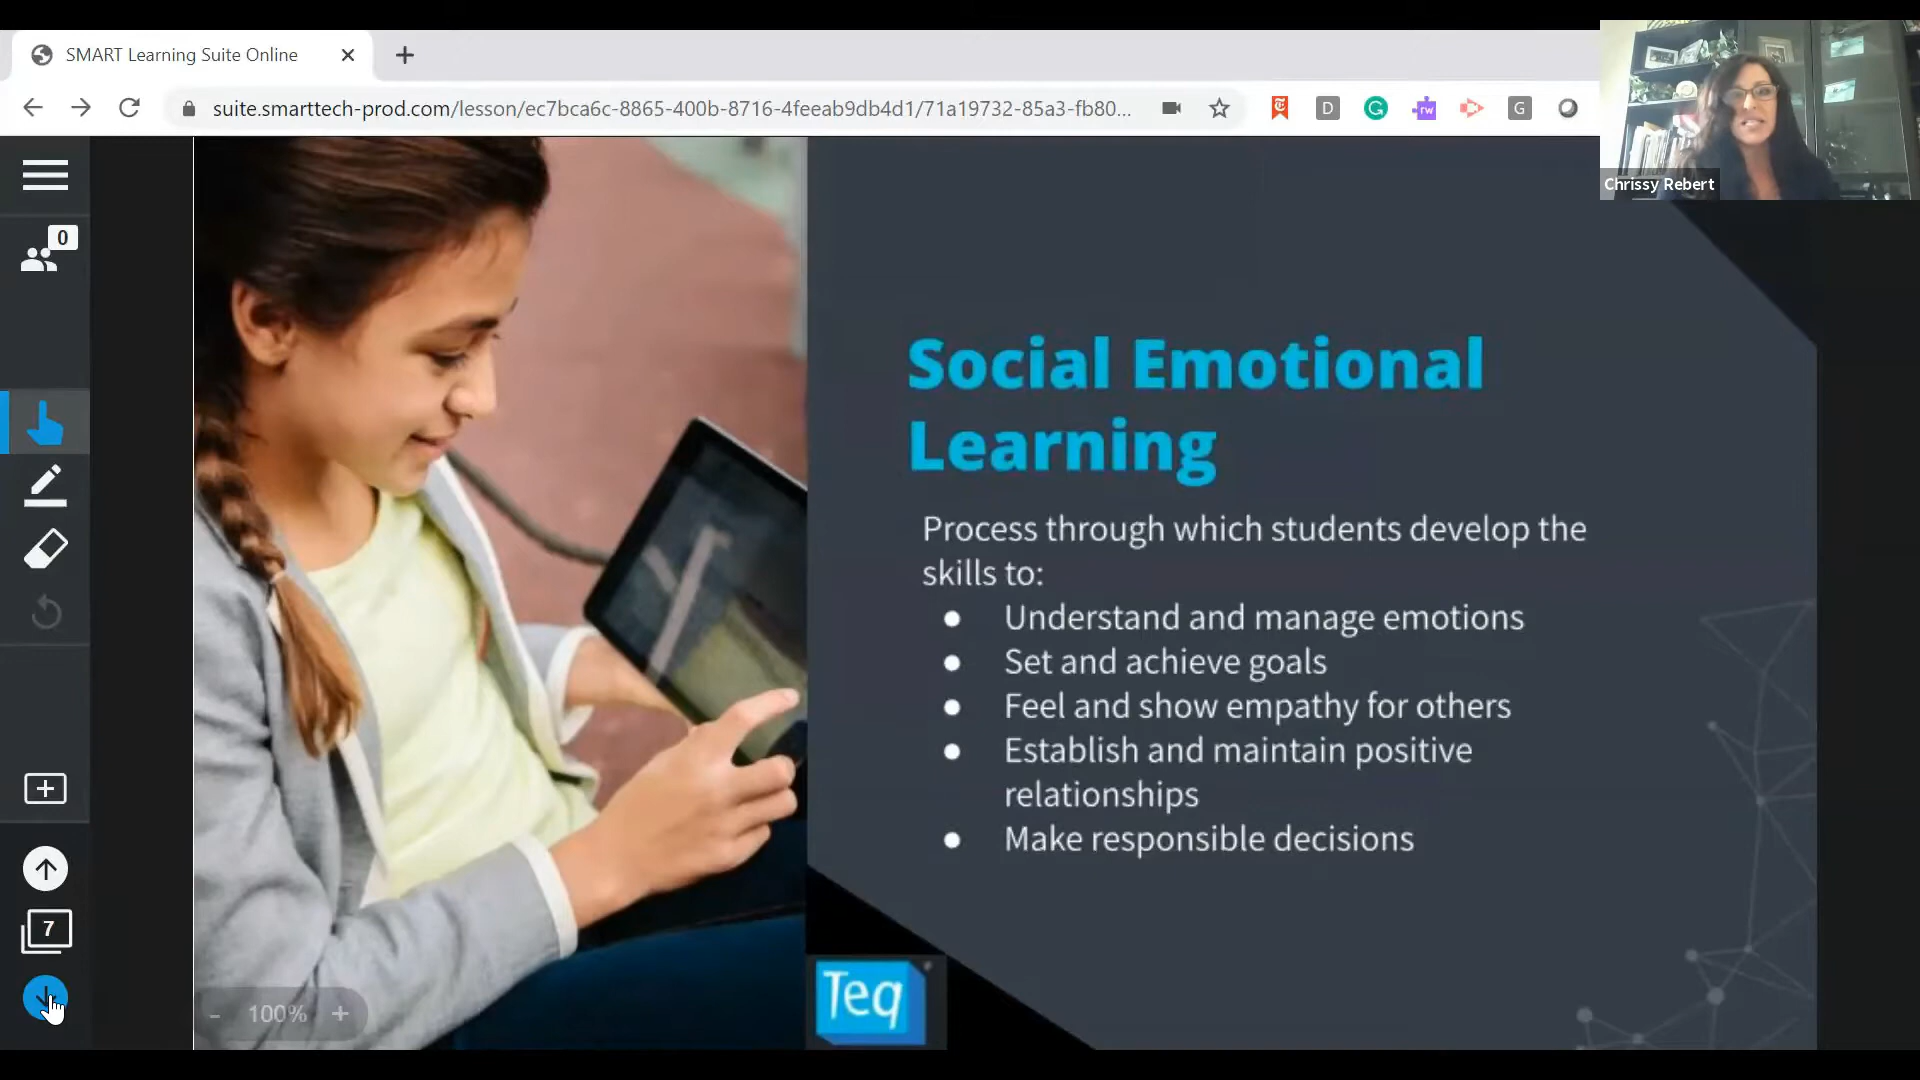 SMART Learning Suite Online
suite.smarttech-prod.com/lesson/ec7bca6c-8865-400b-8716-4feeab9db4d1/71a19732-85a3-fb80...
D
G
rw
G
Chrissy Rebert
0
Social Emotional
Learning
Process through which students develop the
skills to:
● Understand and manage emotions
● Set and achieve goals
● Feel and show empathy for others
● Establish and maintain positive
relationships
● Make responsible decisions
7
- 100% +
Teq